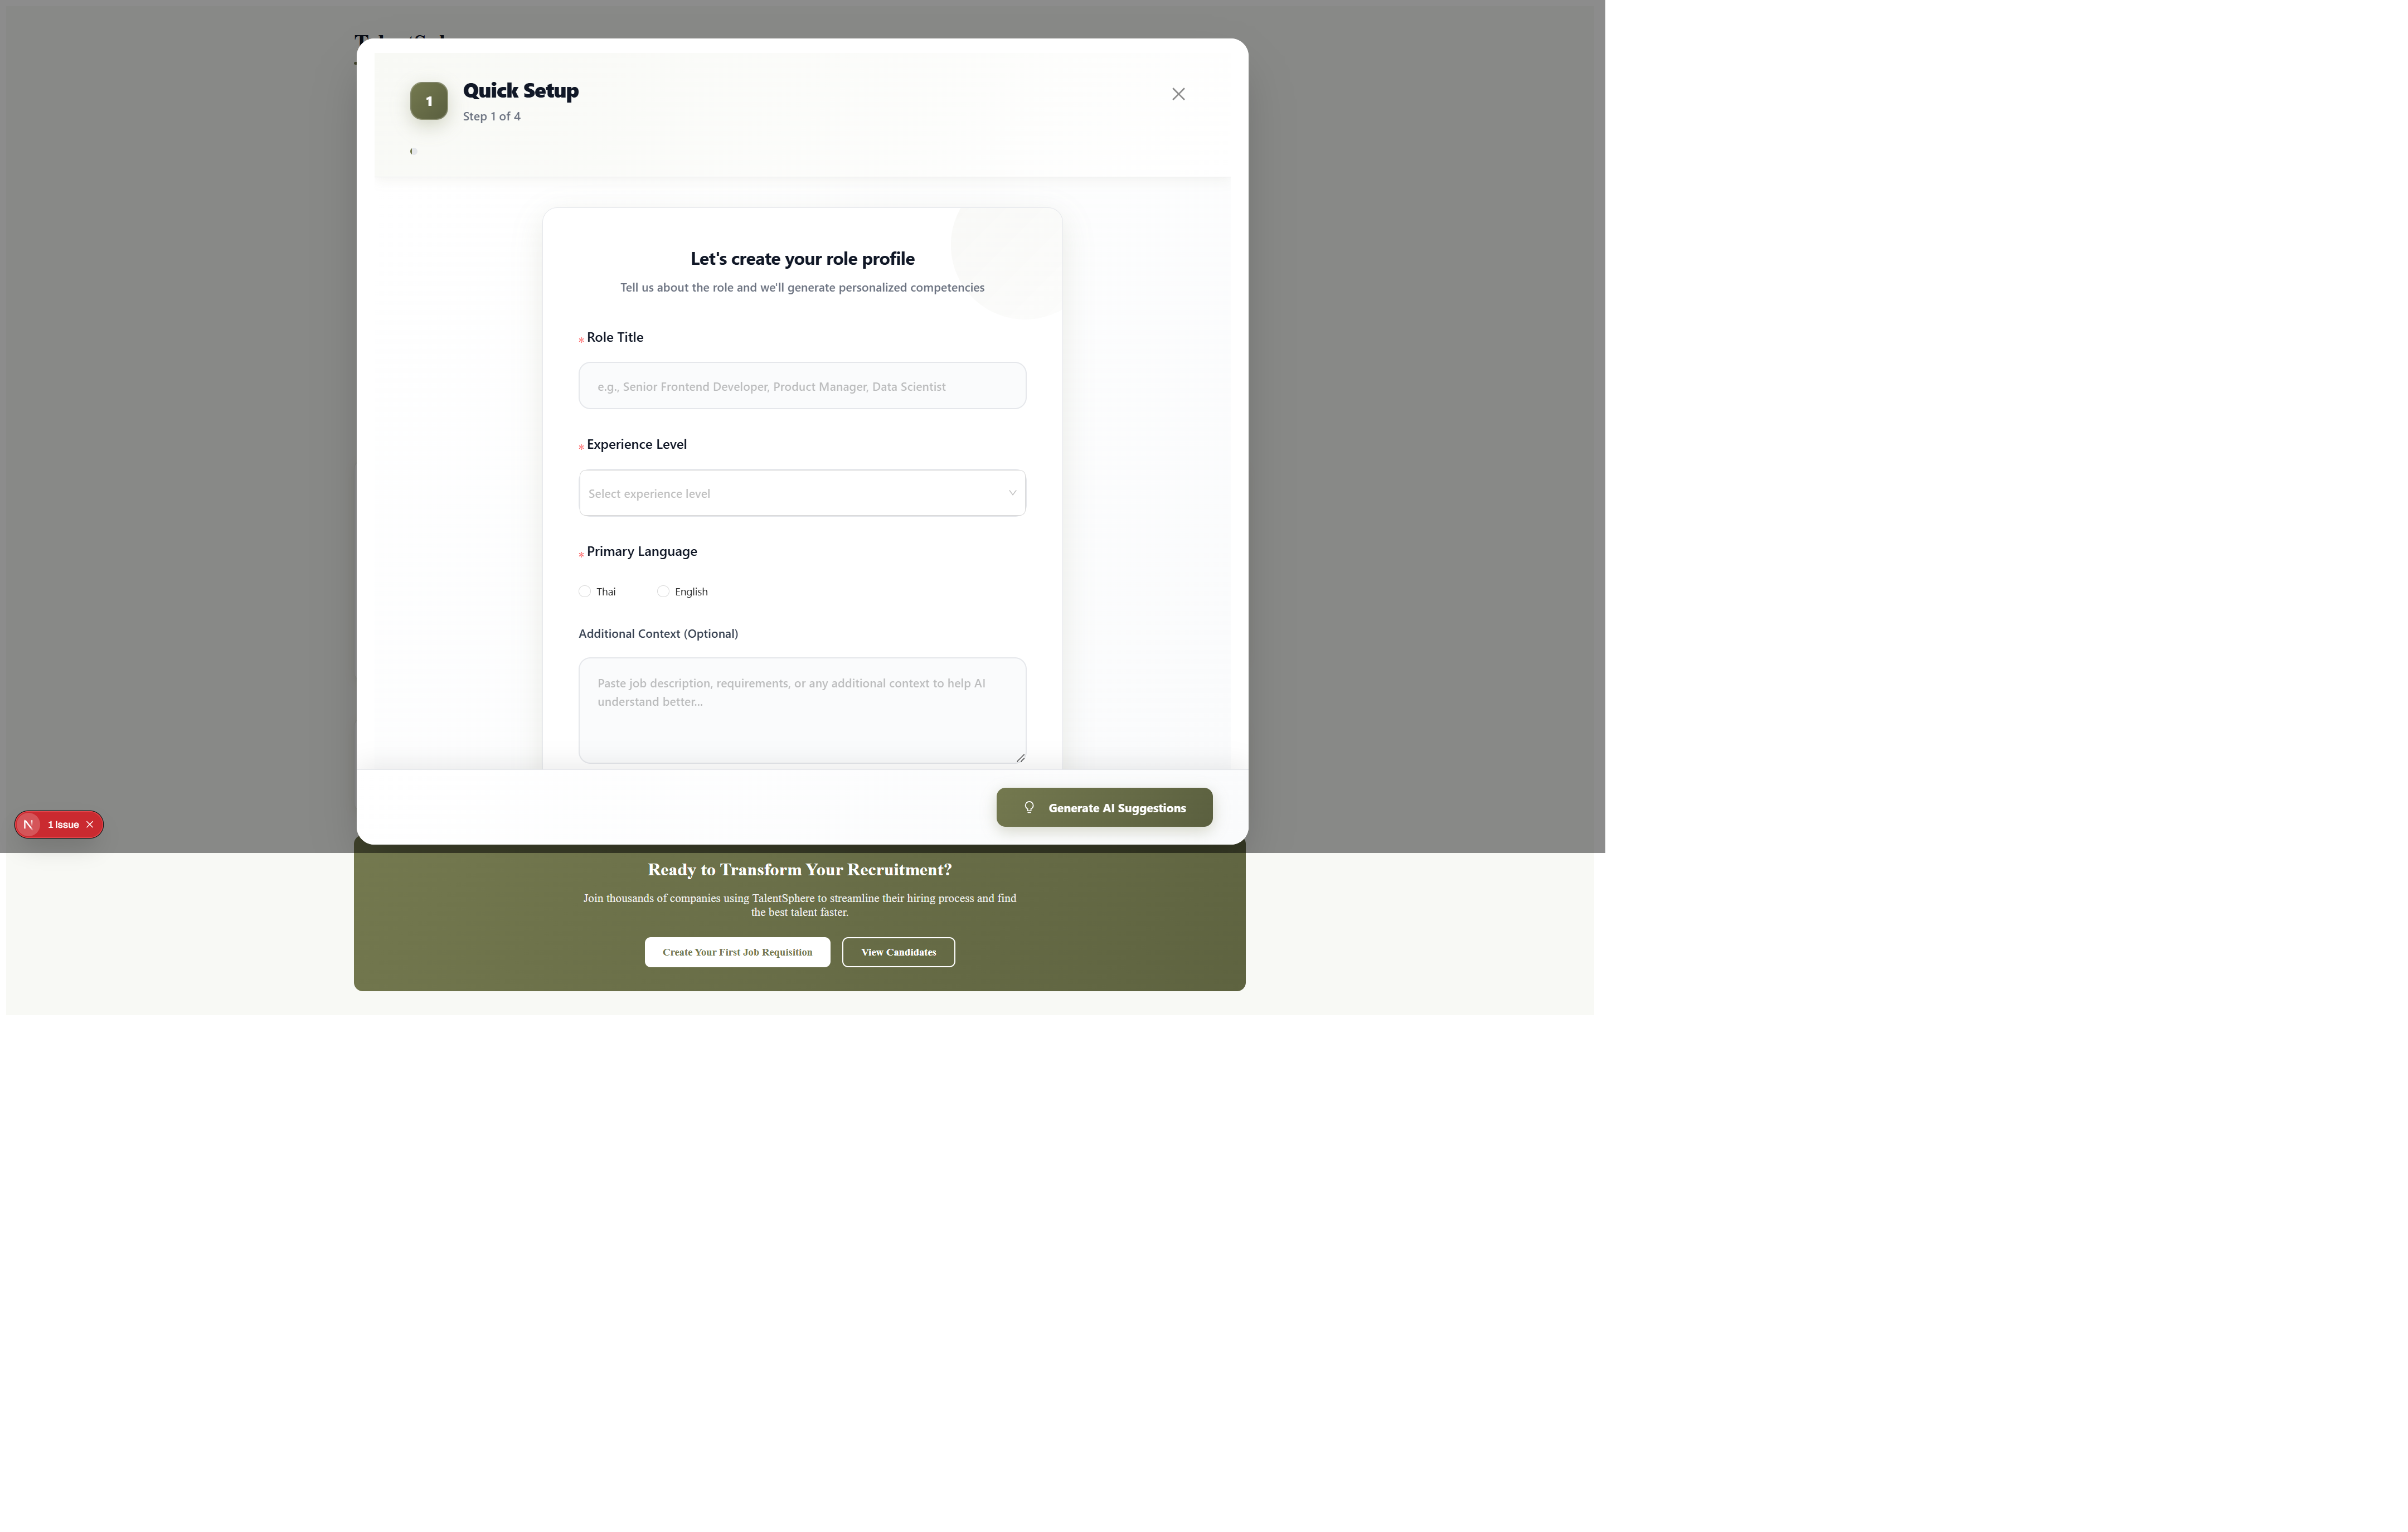 1
Quick Setup
Step 1 of 4
Let's create your role profile
Tell us about the role and we'll generate personalized competencies
* Role Title
e.g., Senior Frontend Developer, Product Manager, Data Scientist
* Experience Level
Select experience level
* Primary Language
Thai
English
Additional Context (Optional)
Paste job description, requirements, or any additional context to help AI
understand better...
Generate AI Suggestions
N
1 Issue
Ready to Transform Your Recruitment?
Join thousands of companies using TalentSphere to streamline their hiring process and find
the best talent faster.
Create Your First Job Requisition
View Candidates